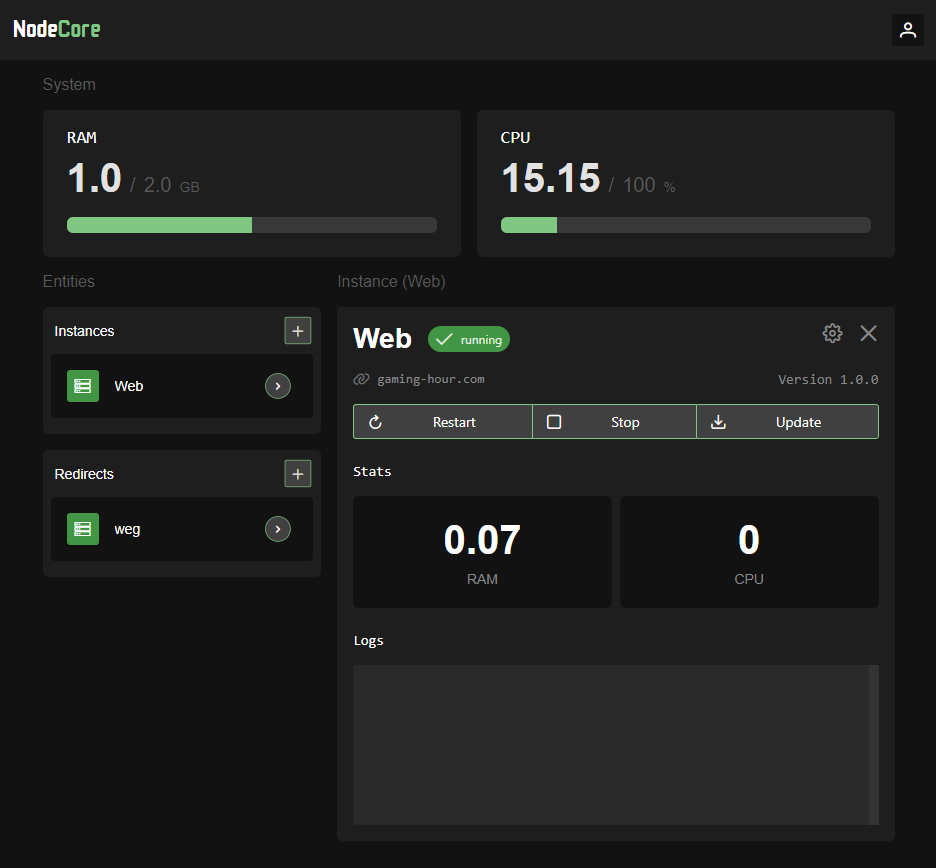 NodeCore
System
RAM
1.0 / 2.0 GB
CPU
15.15 / 100 %
Entities
Instances
Web
Redirects
weg
Instance (Web)
Web running
gaming-hour.com Version 1.0.0
Restart Stop Update
Stats
0.07
RAM
0
CPU
Logs